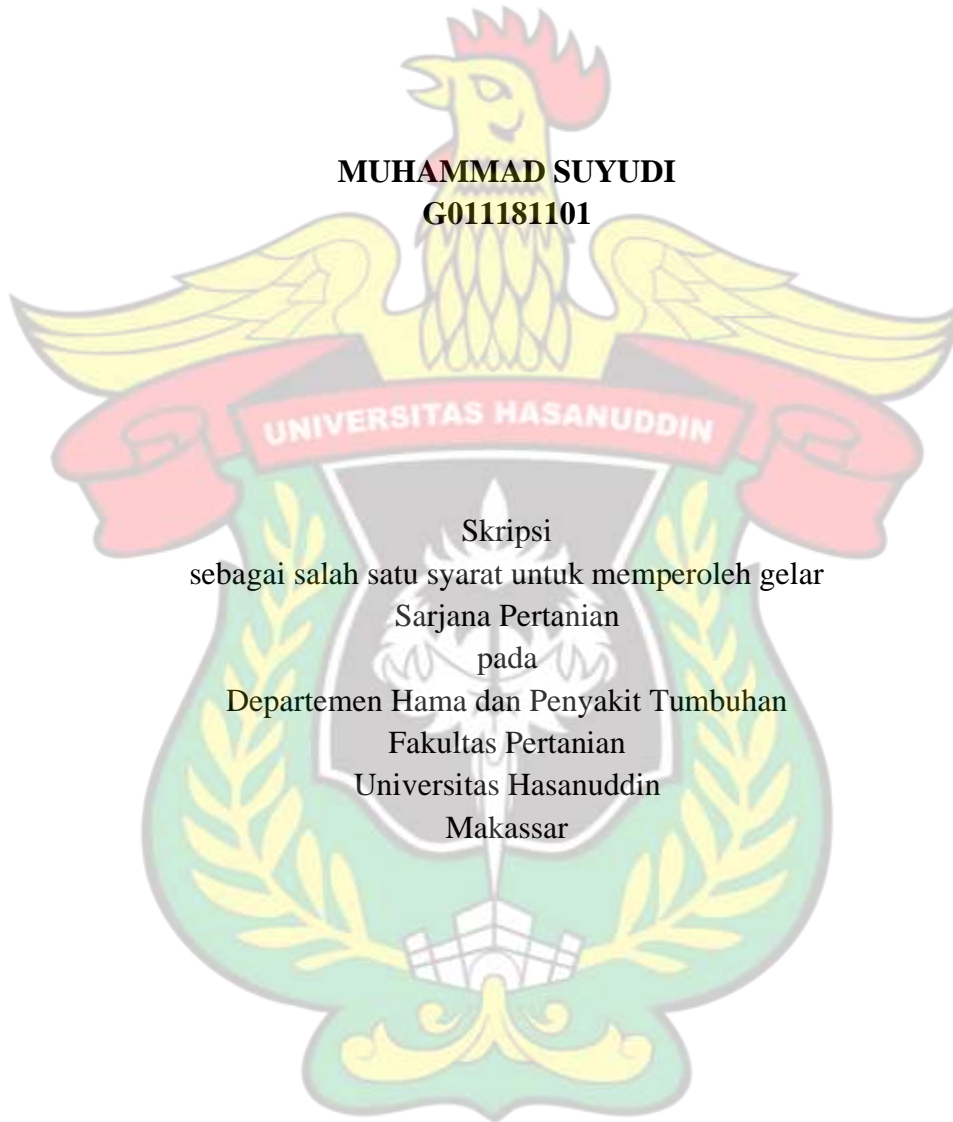 MUHAMMAD SUYUDI
G011181101
UNIVERSITAS HASANUDDIN
Skripsi
sebagai salah satu syarat untuk memperoleh gelar
Sarjana Pertanian
pada
Departemen Hama dan Penyakit Tumbuhan
Fakultas Pertanian
Universitas Hasanuddin
Makassar